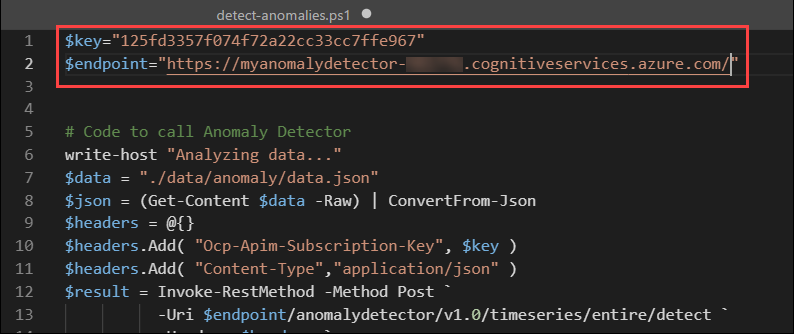 detect-anomalies.ps1
1 $key="125fd3357f074f72a22cc33cc7ffe967"
2 $endpoint="https://myanomalydetector-.cognitiveservices.azure.com/"
3
4
5 # Code to call Anomaly Detector
6 write-host "Analyzing data..."
7 $data = "./data/anomaly/data.json"
8 $json = (Get-Content $data -Raw) | ConvertFrom-Json
9 $headers = @{}
10 $headers.Add( "Ocp-Apim-Subscription-Key", $key )
11 $headers.Add( "Content-Type","application/json" )
12 $result = Invoke-RestMethod -Method Post `
13 -Uri $endpoint/anomalydetector/v1.0/timeseries/entire/detect `